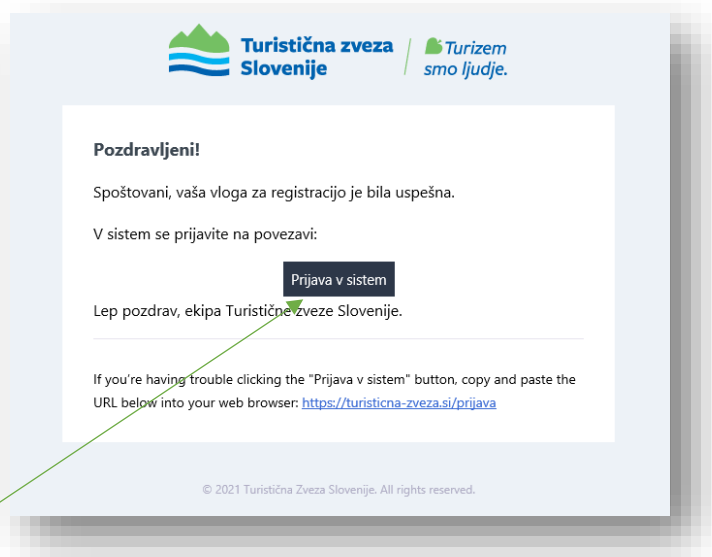 Turistična zveza
Slovenije
Turizem
smo ljudje.
Pozdravljeni!
Spoštovani, vaša vloga za registracijo je bila uspešna.
V sistem se prijavite na povezavi:
Prijava v sistem
Lep pozdrav, ekipa Turistične zveze Slovenije.
If you're having trouble clicking the "Prijava v sistem" button, copy and paste the
URL below into your web browser: https://turisticna-zveza.si/prijava
© 2021 Turistična Zveza Slovenije. All rights reserved.